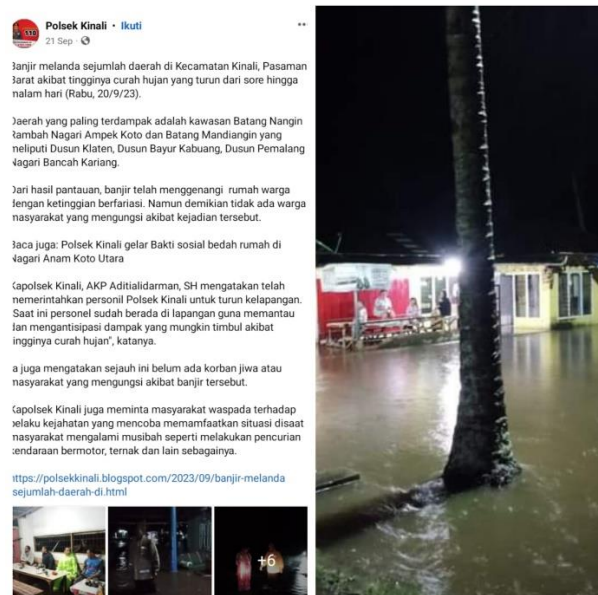 Polsek Kinali • Ikuti
21 Sep
Banjir melanda sejumlah daerah di Kecamatan Kinali, Pasaman
Barat akibat tingginya curah hujan yang turun dari sore hingga
malam hari (Rabu, 20/9/23).
Daerah yang paling terdampak adalah kawasan Batang Nangin
Rambah Nagari Ampek Koto dan Batang Mandiangin yang
meliputi Dusun Klaten, Dusun Bayur Kabuang, Dusun Pemalang
Nagari Bancah Kariang.
Dari hasil pantauan, banjir telah menggenangi rumah warga
dengan ketinggian berfariasi. Namun demikian tidak ada warga
masyarakat yang mengungsi akibat kejadian tersebut.
Baca juga: Polsek Kinali gelar Bakti sosial bedah rumah di
Nagari Anam Koto Utara
Kapolsek Kinali, AKP Aditialidarman, SH mengatakan telah
memerintahkan personil Polsek Kinali untuk turun kelapangan.
Saat ini personel sudah berada di lapangan guna memantau
dan mengantisipasi dampak yang mungkin timbul akibat
tingginya curah hujan", katanya.
Ia juga mengatakan sejauh ini belum ada korban jiwa atau
masyarakat yang mengungsi akibat banjir tersebut.
Kapolsek Kinali juga meminta masyarakat waspada terhadap
pelaku kejahatan yang mencoba memamfaatkan situasi disaat
masyarakat mengalami musibah seperti melakukan pencurian
kendaraan bermotor, ternak dan lain sebagainya.
https://polsekkinali.blogspot.com/2023/09/banjir-melanda
sejumlah-daerah-di.html
+6